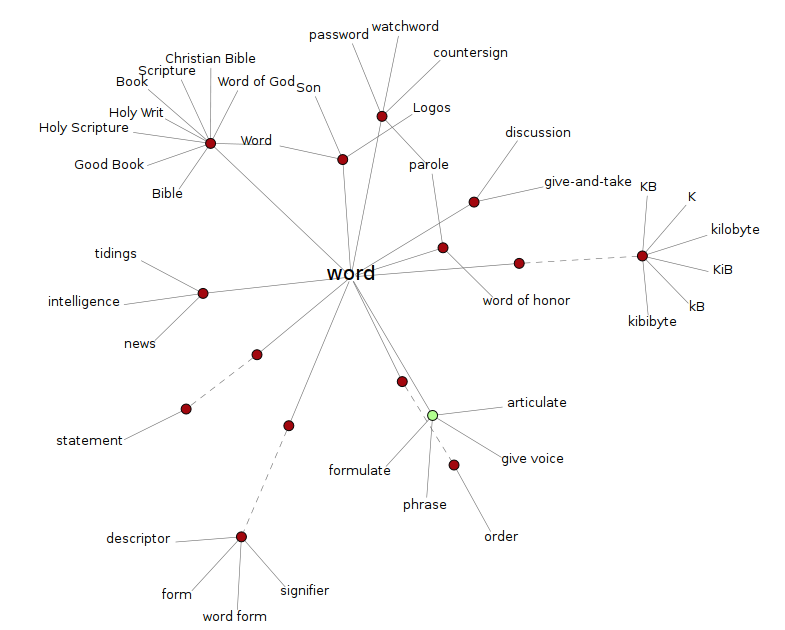 watchword
password
countersign
Christian Bible
Scripture
Book
Word of God
Son
Logos
Holy Writ
Holy Scripture
discussion
Word
parole
Good Book
give-and-take
KB
Bible
K
kilobyte
tidings
word
KiB
intelligence
word of honor
kB
kibibyte
news
articulate
statement
give voice
formulate
phrase
order
descriptor
signifier
form
word form